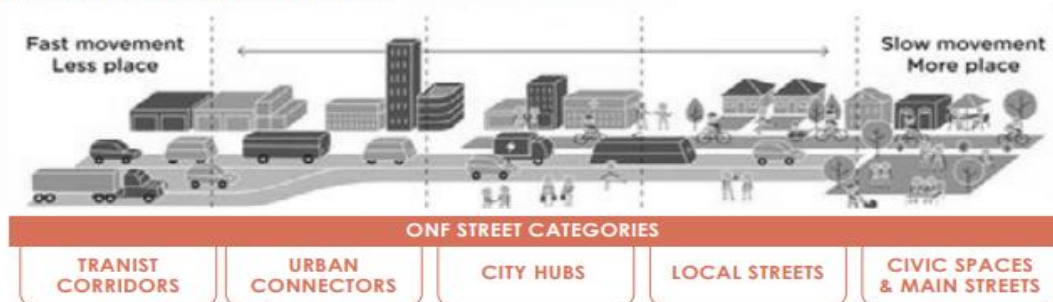 Fast movement
Less place
Slow movement
More place
ONF STREET CATEGORIES
TRANIST
CORRIDORS
URBAN
CONNECTORS
CITY HUBS
LOCAL STREETS
CIVIC SPACES
& MAIN STREETS